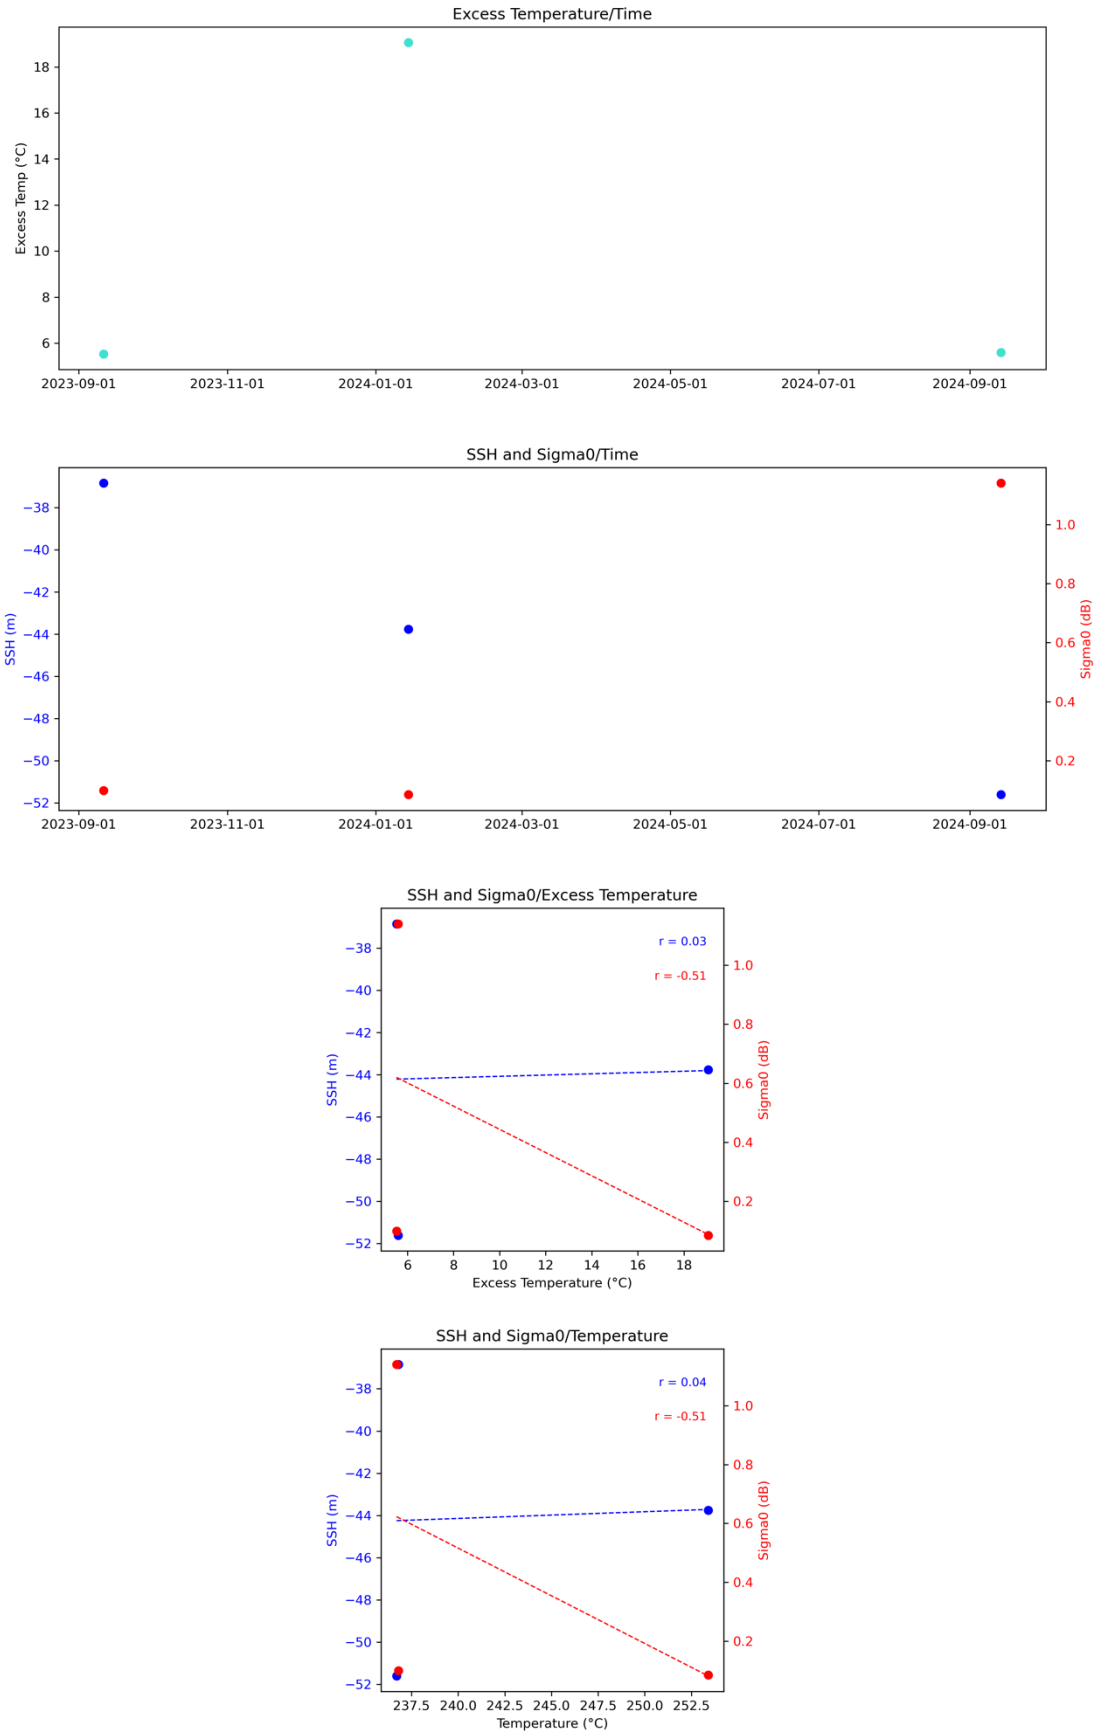 Excess Temperature/Time
Excess Temp (°C)
18
16
14
12
10
8
6
2023-09-01 2023-11-01 2024-01-01 2024-03-01 2024-05-01 2024-07-01 2024-09-01
SSH and Sigma0/Time
SSH (m)
−38
−40
−42
−44
−46
−48
−50
−52
1.0
0.8
0.6
0.4
0.2
Sigma0 (dB)
2023-09-01 2023-11-01 2024-01-01 2024-03-01 2024-05-01 2024-07-01 2024-09-01
SSH and Sigma0/Excess Temperature
r = 0.03
r = -0.51
SSH (m)
−38
−40
−42
−44
−46
−48
−50
−52
1.0
0.8
0.6
0.4
0.2
Sigma0 (dB)
6 8 10 12 14 16 18
Excess Temperature (°C)
SSH and Sigma0/Temperature
r = 0.04
r = -0.51
SSH (m)
−38
−40
−42
−44
−46
−48
−50
−52
1.0
0.8
0.6
0.4
0.2
Sigma0 (dB)
237.5 240.0 242.5 245.0 247.5 250.0 252.5
Temperature (°C)